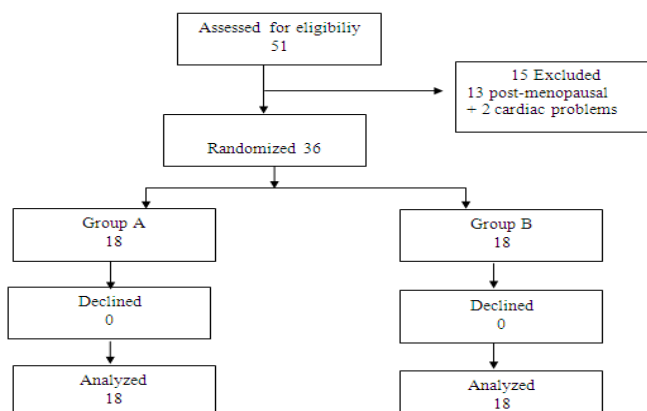 Assessed for eligibiliy
51
15 Excluded
13 post-menopausal
+ 2 cardiac problems
Randomized 36
Group A
18
Group B
18
Declined
0
Declined
0
Analyzed
18
Analyzed
18